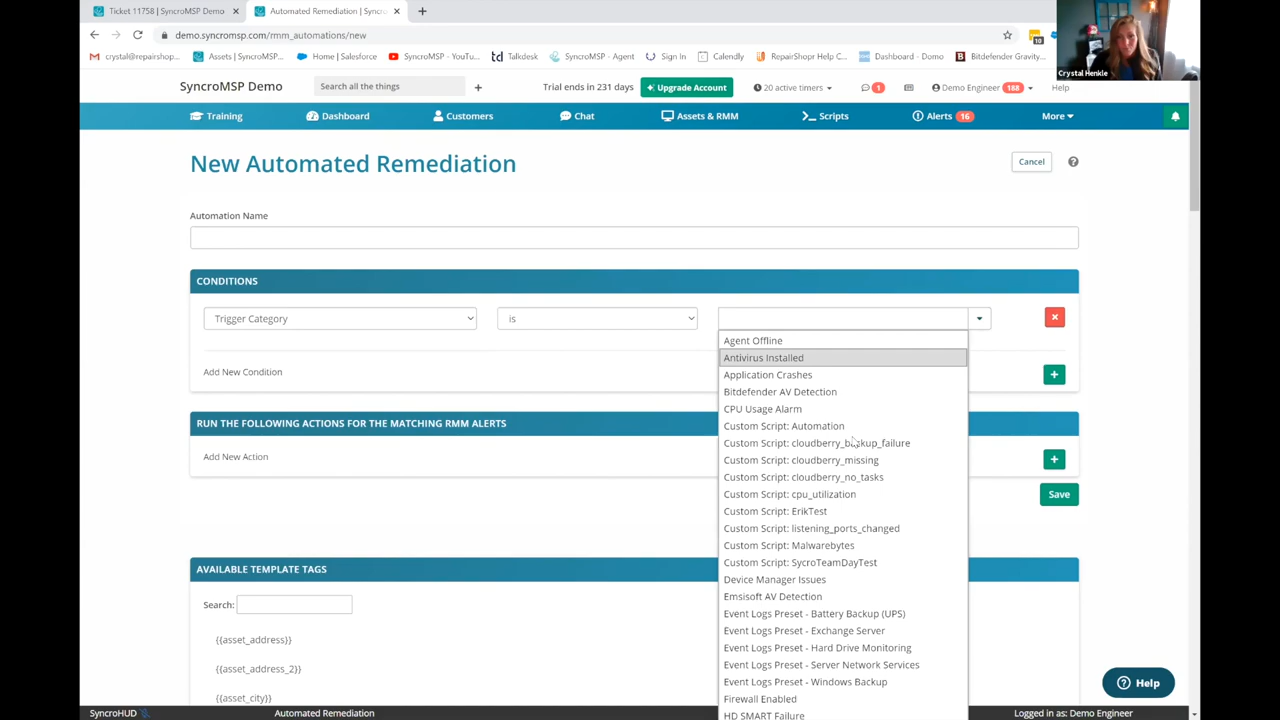 Ticket 11758 | SyncroMSP Demo
Automated Remediation | Syncro
demo.syncromsp.com/rmm_automations/new
crystal@repairshop...
Assets | SyncroMSP...
Home | Salesforce
SyncroMSP - YouTu...
Talkdesk
SyncroMSP - Agent
Sign In
Calendly
RepairShopr Help C...
Dashboard - Domo
Bitdefender Gravity...
10
Crystal Henkle
SyncroMSP Demo
Search all the things
Trial ends in 231 days
Upgrade Account
20 active timers
1
Demo Engineer
188
Help
Training
Dashboard
Customers
Chat
Assets & RMM
Scripts
Alerts
16
More
New Automated Remediation
Cancel
Automation Name
CONDITIONS
Trigger Category
is
Add New Condition
RUN THE FOLLOWING ACTIONS FOR THE MATCHING RMM ALERTS
Add New Action
Agent Offline
Antivirus Installed
Application Crashes
Bitdefender AV Detection
CPU Usage Alarm
Custom Script: Automation
Custom Script: cloudberry_backup_failure
Custom Script: cloudberry_missing
Custom Script: cloudberry_no_tasks
Custom Script: cpu_utilization
Custom Script: ErikTest
Custom Script: listening_ports_changed
Custom Script: Malwarebytes
Custom Script: SycroTeamDayTest
Device Manager Issues
Emsisoft AV Detection
Event Logs Preset - Battery Backup (UPS)
Event Logs Preset - Exchange Server
Event Logs Preset - Hard Drive Monitoring
Event Logs Preset - Server Network Services
Event Logs Preset - Windows Backup
Firewall Enabled
HD SMART Failure
Save
AVAILABLE TEMPLATE TAGS
Search:
{{asset_address}}
{{asset_address_2}}
{{asset_city}}
Help
SyncroHUD
Automated Remediation
Logged in as: Demo Engineer